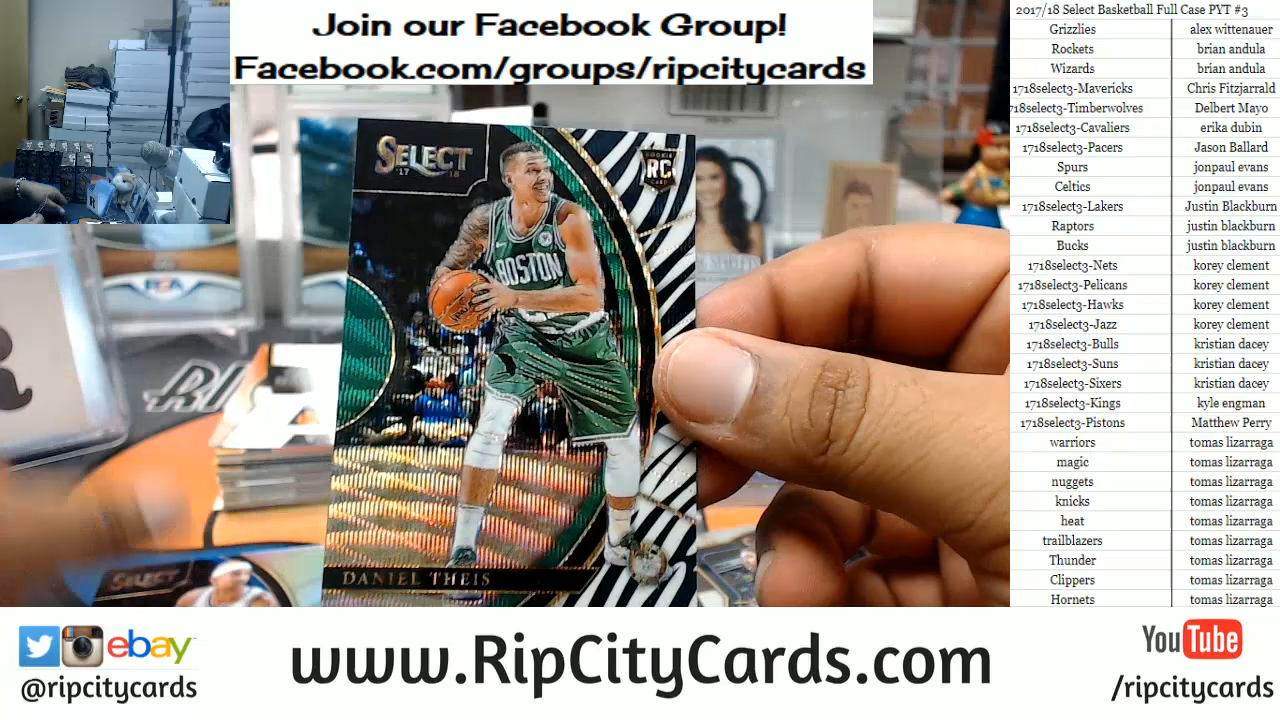 Join our Facebook Group!
Facebook.com/groups/ripcitycards
SELECT
'17 '18
ROOKIE
RC
CARD
BOSTON
DANIEL THEIS
SELECT
2017/18 Select Basketball Full Case PYT #3
Grizzlies alex wittenauer
Rockets brian andula
Wizards brian andula
1718select3-Mavericks Chris Fitzjarrald
718select3-Timberwolves Delbert Mayo
1718select3-Cavaliers erika dubin
1718select3-Pacers Jason Ballard
Spurs jonpaul evans
Celtics jonpaul evans
1718select3-Lakers Justin Blackburn
Raptors justin blackburn
Bucks justin blackburn
1718select3-Nets korey clement
1718select3-Pelicans korey clement
1718select3-Hawks korey clement
1718select3-Jazz korey clement
1718select3-Bulls kristian dacey
1718select3-Suns kristian dacey
1718select3-Sixers kristian dacey
1718select3-Kings kyle engman
1718select3-Pistons Matthew Perry
warriors tomas lizarraga
magic tomas lizarraga
nuggets tomas lizarraga
knicks tomas lizarraga
heat tomas lizarraga
trailblazers tomas lizarraga
Thunder tomas lizarraga
Clippers tomas lizarraga
Hornets tomas lizarraga
ebay
@ripcitycards
www.RipCityCards.com
YouTube
/ripcitycards